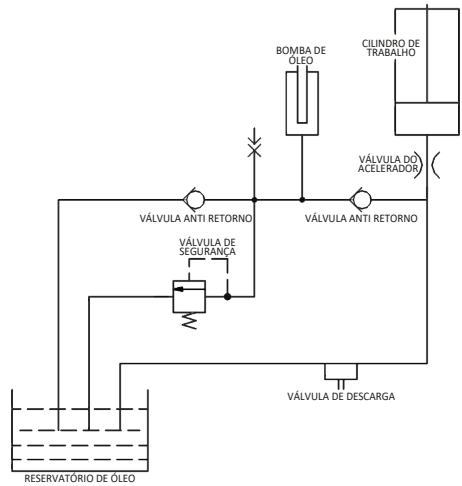 BOMBA DE
ÓLEO
CILINDRO DE
TRABALHO
VÁLVULA DO
ACELERADOR
VÁLVULA ANTI RETORNO
VÁLVULA ANTI RETORNO
VÁLVULA DE
SEGURANÇA
VÁLVULA DE DESCARGA
RESERVATÓRIO DE ÓLEO